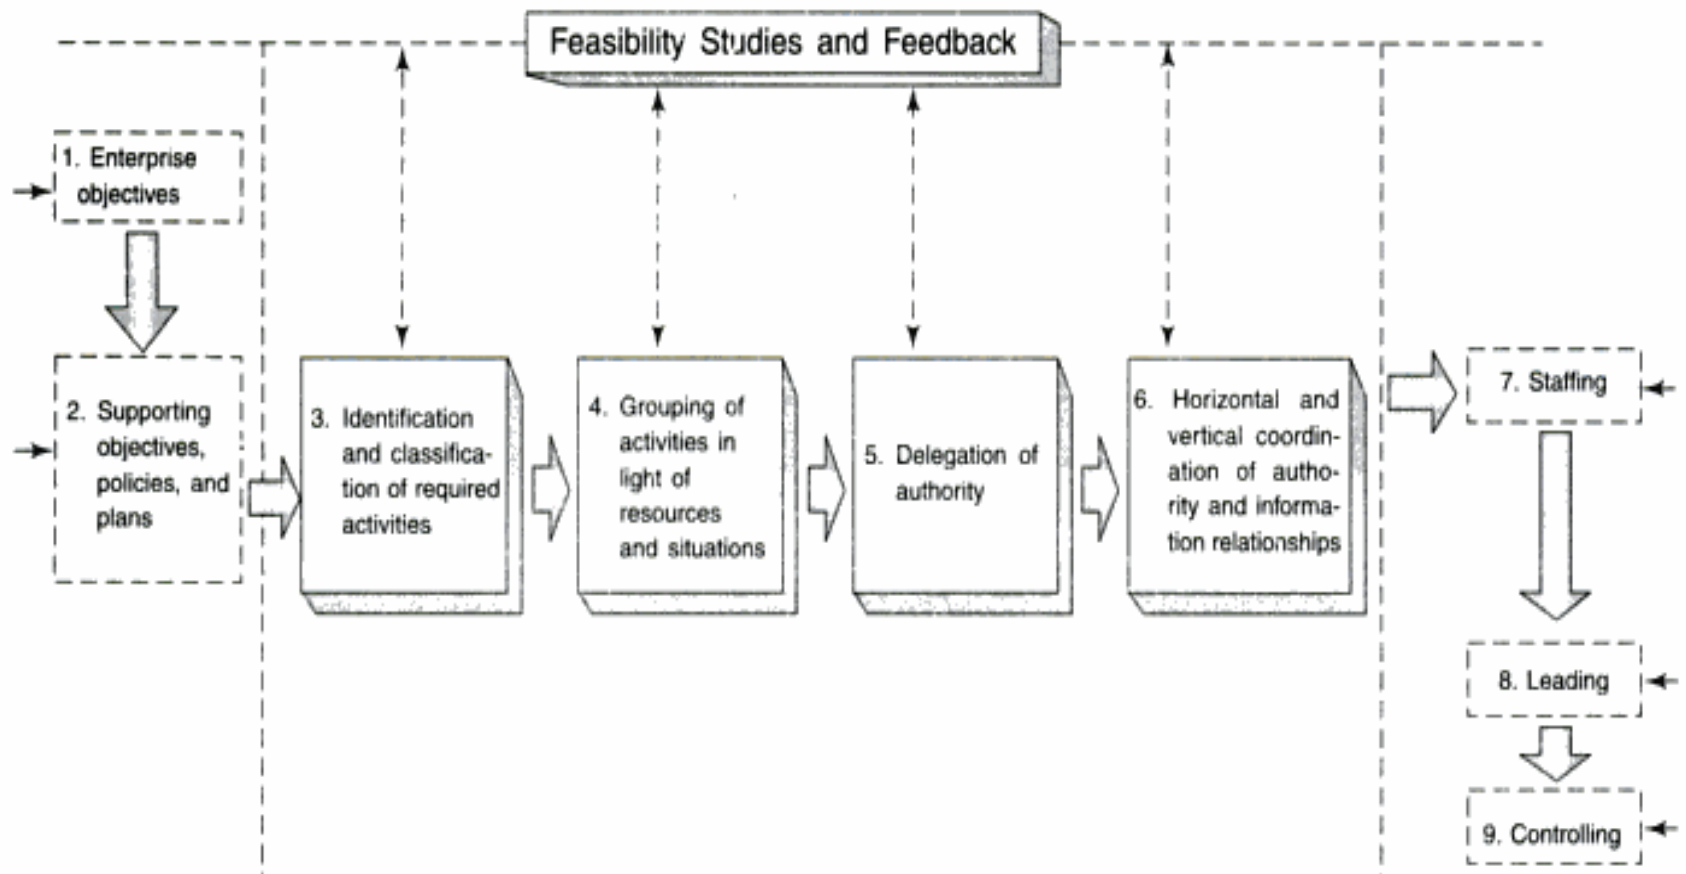 Feasibility Studies and Feedback
1. Enterprise
objectives
2. Supporting
objectives,
policies, and
plans
3. Identification
and classifica-
tion of required
activities
4. Grouping of
activities in
light of
resources
and situations
5. Delegation of
authority
6. Horizontal and
vertical coordin-
ation of autho-
rity and informa-
tion relationships
7. Staffing
8. Leading
9. Controlling